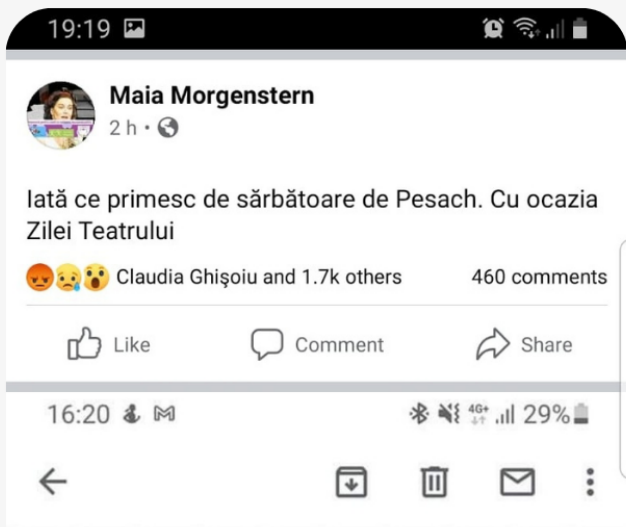 19:19
Maia Morgenstern
2 h ·
Iată ce primesc de sărbătoare de Pesach. Cu ocazia
Zilei Teatrului
Claudia Ghișoiu and 1.7k others 460 comments
Like Comment Share
16:20 4G+ 29%